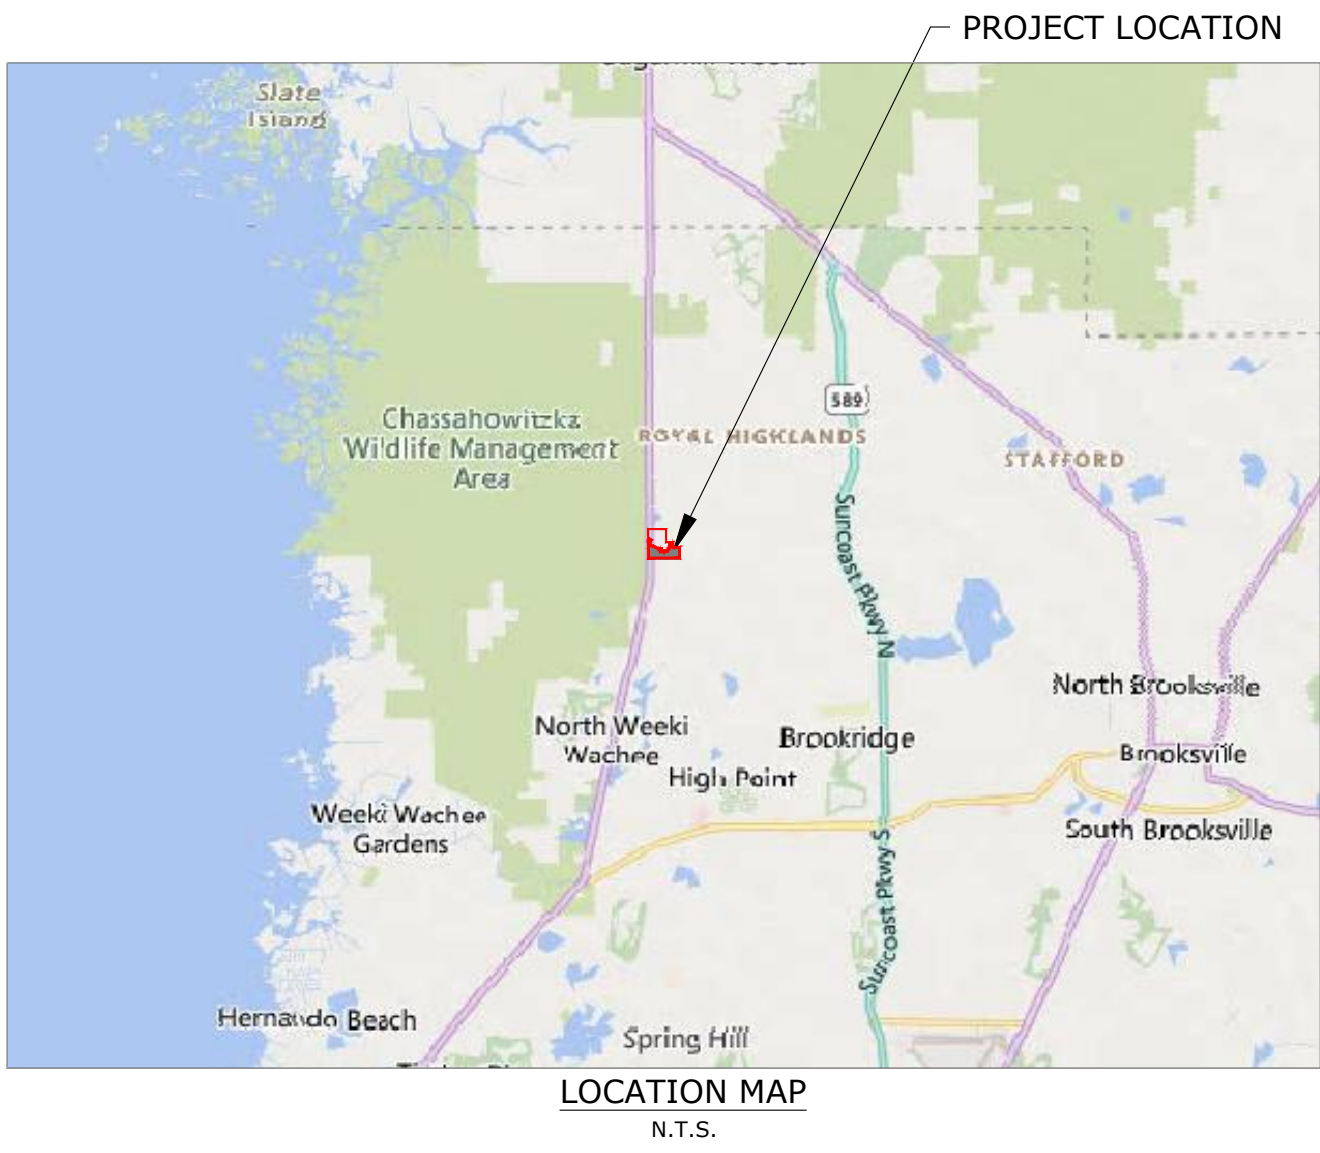 PROJECT LOCATION
Slate
Island
589
Chassahowitzka
Wildlife Management
Area
ROYAL HIGHLANDS
STAFFORD
Suncoast Pkwy N
North Brooksville
North Weeki
Wachee
Brookridge
Brooksville
High Point
Weeki Wachee
Gardens
South Brooksville
Suncoast Pkwy S
Hernando Beach
Spring Hill
LOCATION MAP
N.T.S.